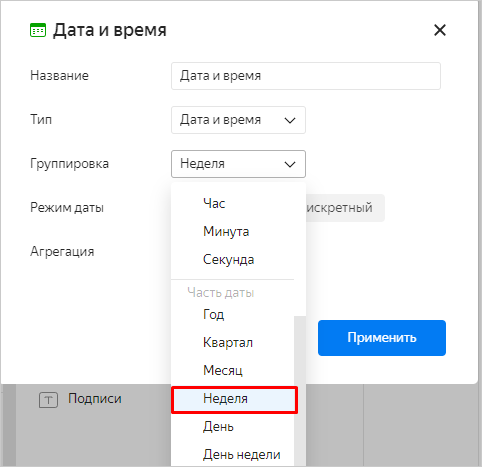 Дата и время
Название
Дата и время
Тип
Дата и время
Группировка
Неделя
Час
Режим даты
искретный
Минута
Агрегация
Секунда
Часть даты
Год
Квартал
Применить
Месяц
Подписи
Неделя
День
День недели